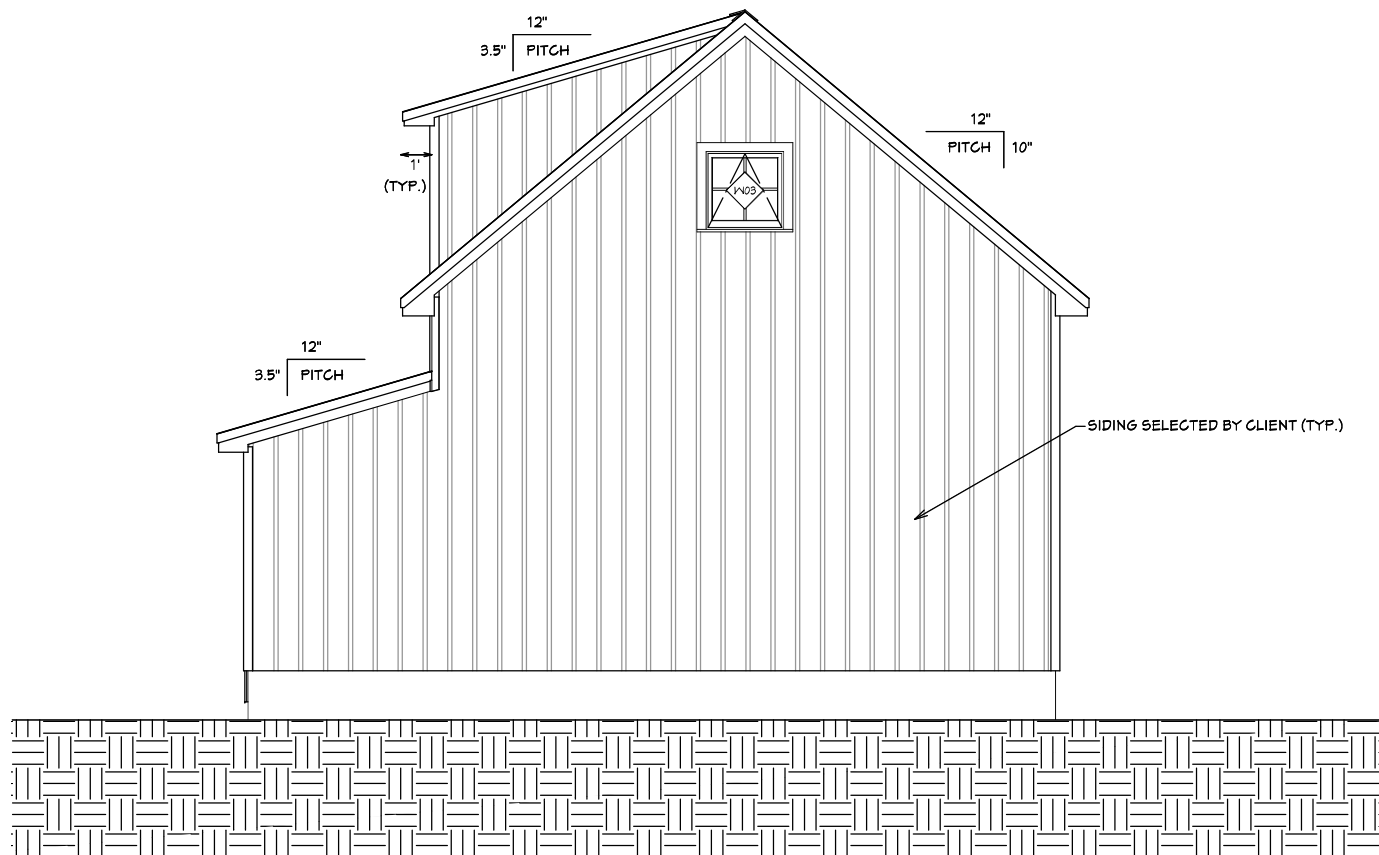 12"
3.5" PITCH
12"
PITCH 10"
1'
(TYP.)
W03
12"
3.5" PITCH
SIDING SELECTED BY CLIENT (TYP.)